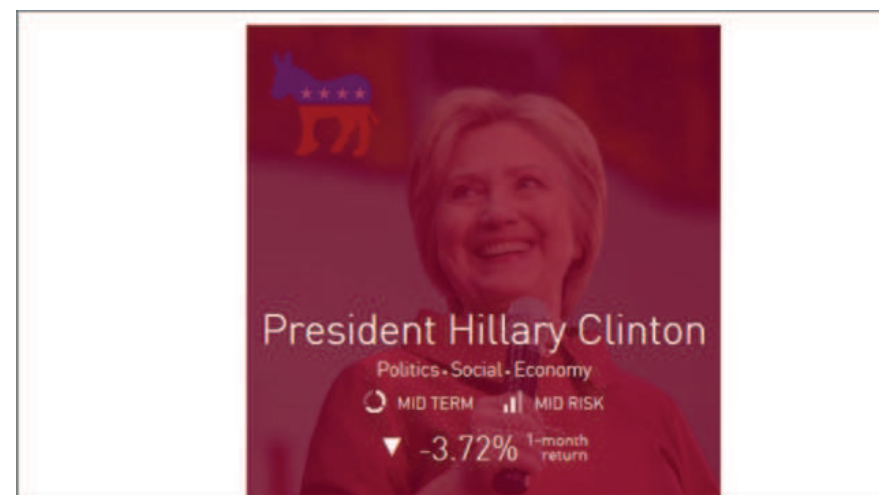 President Hillary Clinton
Politics • Social • Economy
MID TERM MID RISK
-3.72% 1-month
return